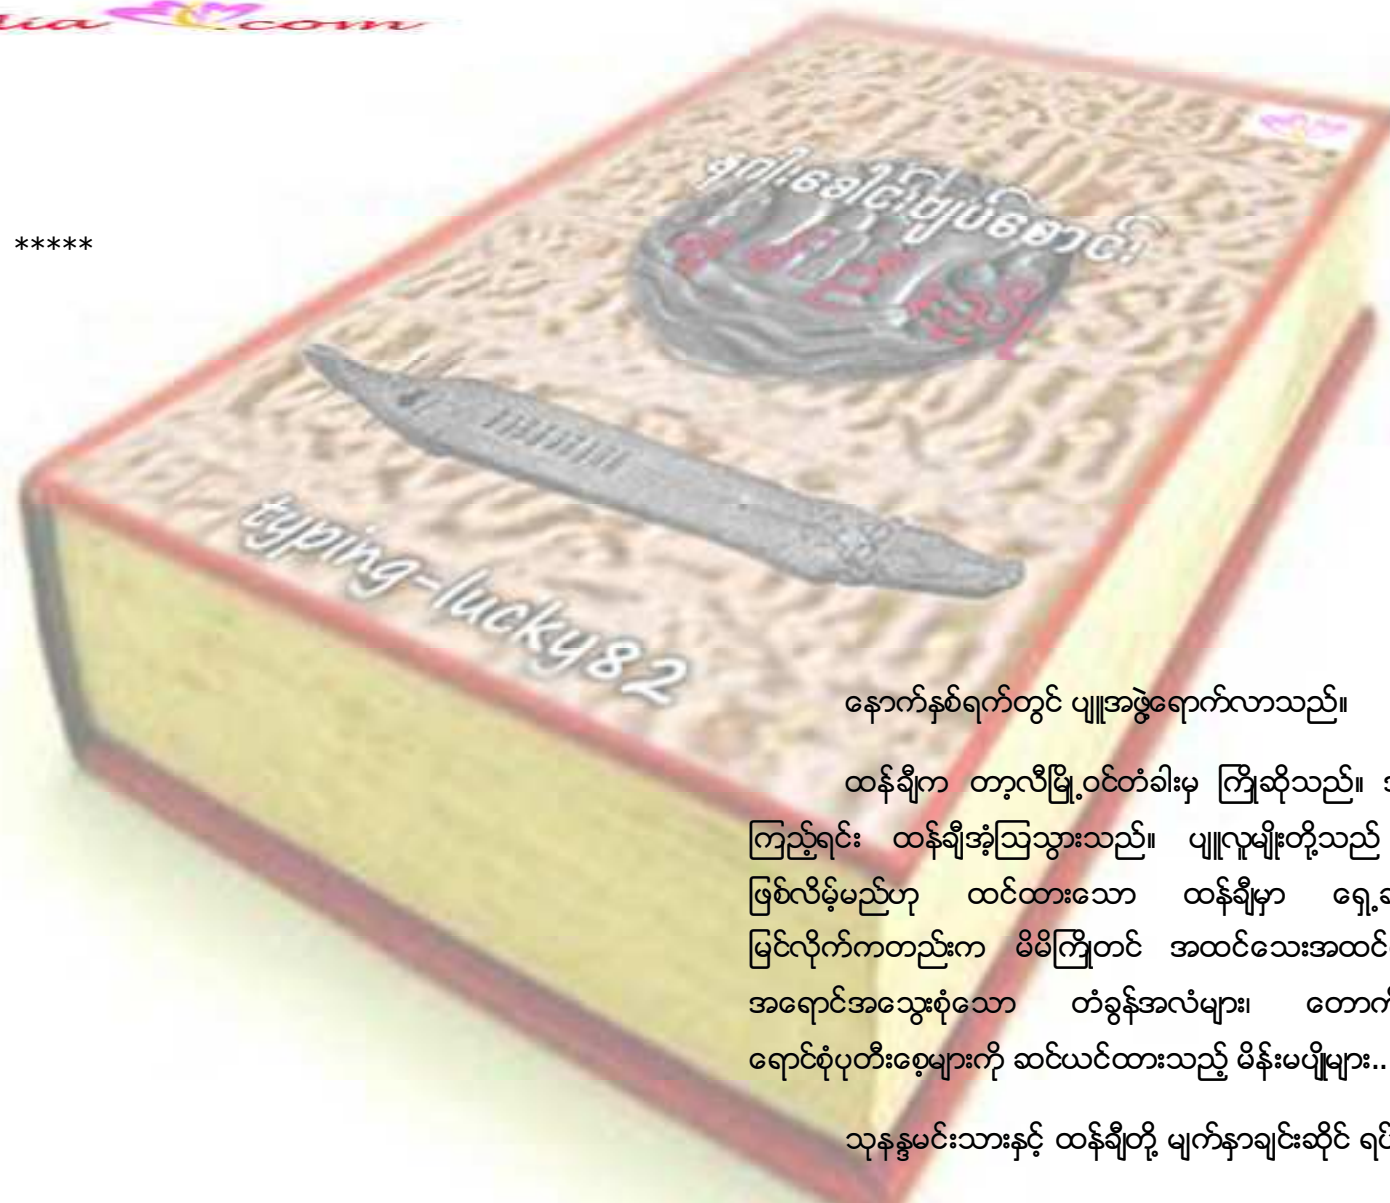 com
*****
နဂါးခေါင်းပျဉ်စောင်း
typing-lucky82
နောက်နှစ်ရက်တွင် ပျူအဖွဲ့ရောက်လာသည်။
ထန်ချီက တာ့လီမြို့ဝင်တံခါးမှ ကြိုဆိုသည်။
ကြည့်ရင်း ထန်ချီအံ့ဩသွားသည်။ ပျူလူမျိုးတို့သည်
ဖြစ်လိမ့်မည်ဟု ထင်ထားသော ထန်ချီမှာ
မြင်လိုက်ကတည်းက မိမိကြိုတင် အထင်သေးအထင်
အရောင်အသွေးစုံသော တံခွန်အလံများ၊
ရောင်စုံပုတီးစေ့များကို ဆင်ယင်ထားသည့် မိန်းမပျိုများ..
သုနန္ဒမင်းသားနှင့် ထန်ချီတို့ မျက်နှာချင်းဆိုင်